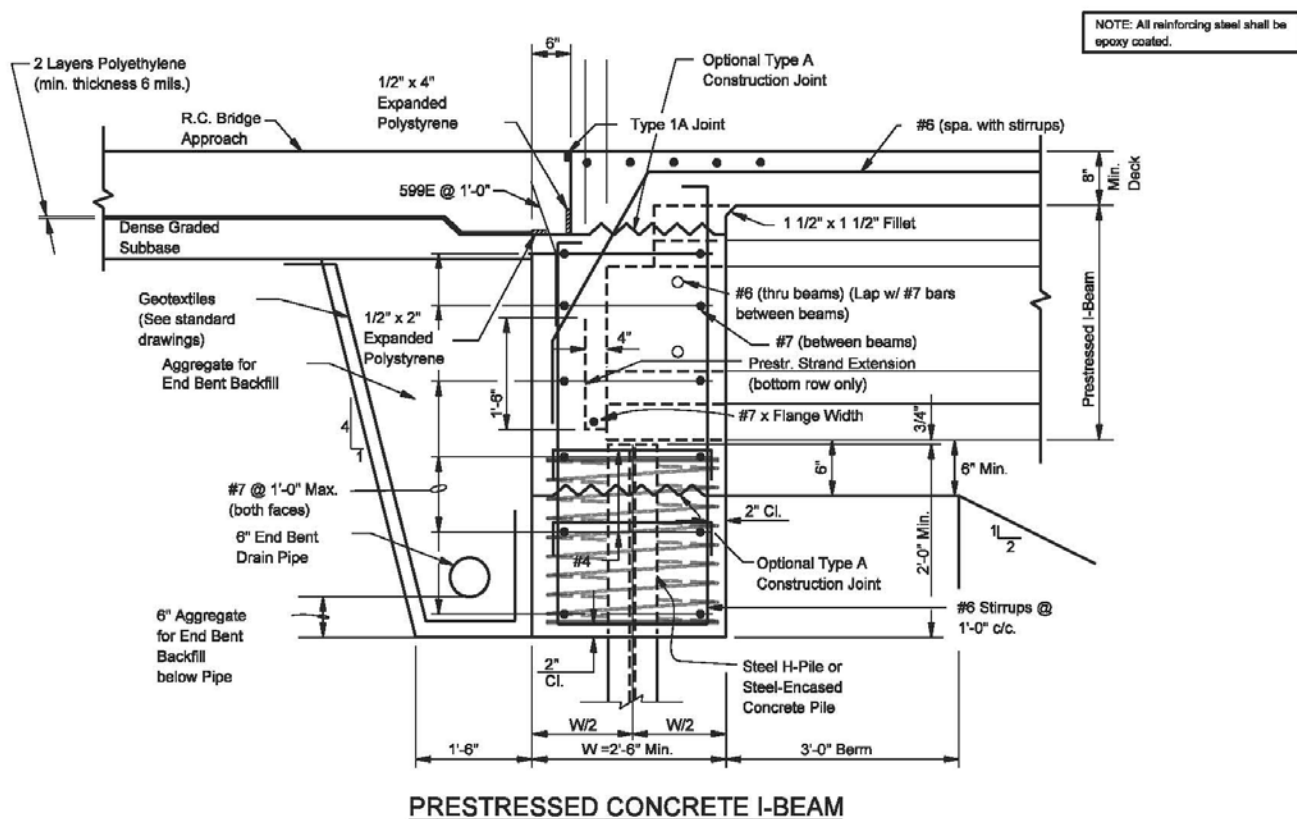 NOTE: All reinforcing steel shall be
epoxy coated.
6"
2 Layers Polyethylene
(min. thickness 6 mils.)
1/2" x 4"
Expanded
Polystyrene
Optional Type A
Construction Joint
R.C. Bridge
Approach
Type 1A Joint
#6 (spa. with stirrups)
8"
Min.
Deck
599E @ 1'-0"
Dense Graded
Subbase
1 1/2" x 1 1/2" Fillet
Geotextiles
(See standard
drawings)
1/2" x 2"
Expanded
Polystyrene
#6 (thru beams) (Lap w/ #7 bars
between beams)
#7 (between beams)
4"
Prestr. Strand Extension
(bottom row only)
Prestressed I-Beam
Aggregate for
End Bent Backfill
1'-6"
#7 x Flange Width
3/4"
4
1
6"
6" Min.
#7 @ 1'-0" Max.
(both faces)
2" Cl.
2'-0" Min.
1
2
6" End Bent
Drain Pipe
#4
Optional Type A
Construction Joint
6" Aggregate
for End Bent
Backfill
below Pipe
#6 Stirrups @
1'-0" c/c.
2"
Cl.
Steel H-Pile or
Steel-Encased
Concrete Pile
W/2
W/2
1'-6"
W =2'-6" Min.
3'-0" Berm
PRESTRESSED CONCRETE I-BEAM